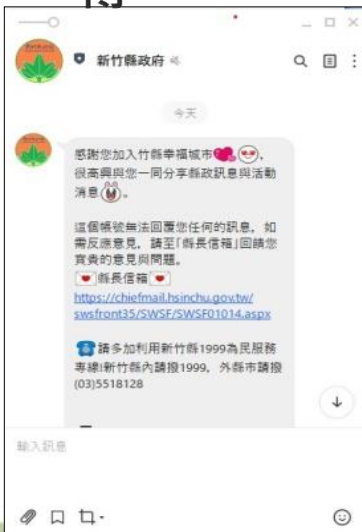 新竹縣政府
今天
感謝您加入竹縣幸福城市，
很高興與您一同分享縣政訊息與活動
消息。
這個帳號無法回覆您任何的訊息，如
需反應意見，請至「縣長信箱」回饋您
寶貴的意見與問題。
縣長信箱
https://chiefmail.hsinchu.gov.tw/
swsfront35/SWSF/SWSF01014.aspx
請多加利用新竹縣1999為民服務
專線!新竹縣內請撥1999，外縣市請撥
(03)5518128
輸入訊息